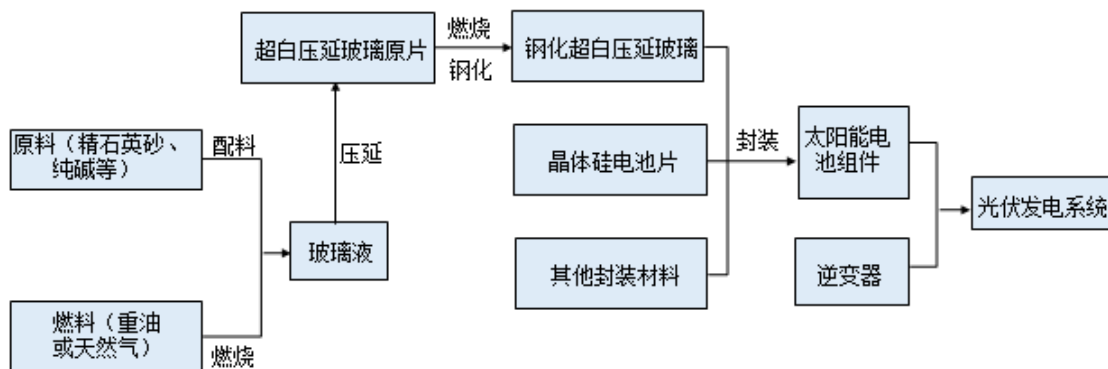 超白压延玻璃原片
燃烧
钢化
钢化超白压延玻璃
原料（精石英砂、
纯碱等）
配料
压延
晶体硅电池片
封装
太阳能电
池组件
光伏发电系统
玻璃液
其他封装材料
逆变器
燃料（重油
或天然气）
燃烧